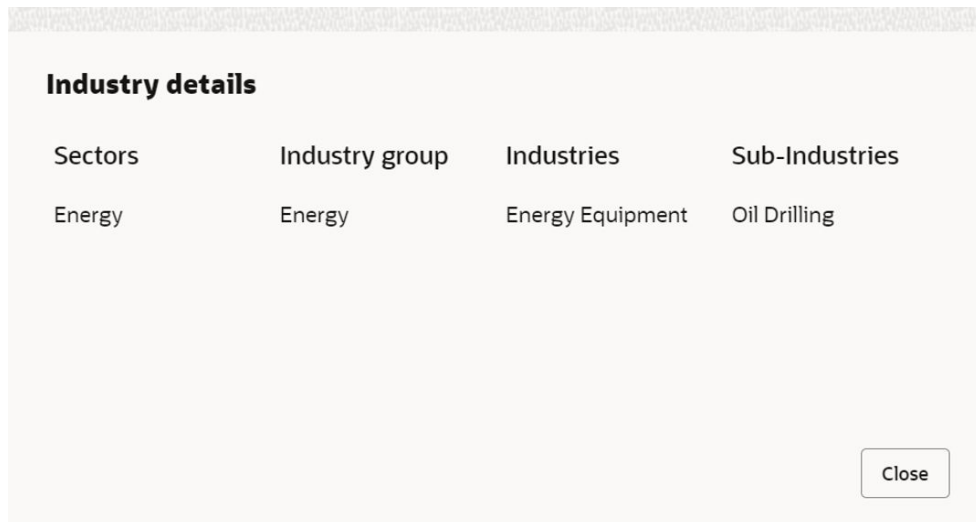 Industry details
Sectors Industry group Industries Sub-Industries
Energy Energy Energy Equipment Oil Drilling
Close